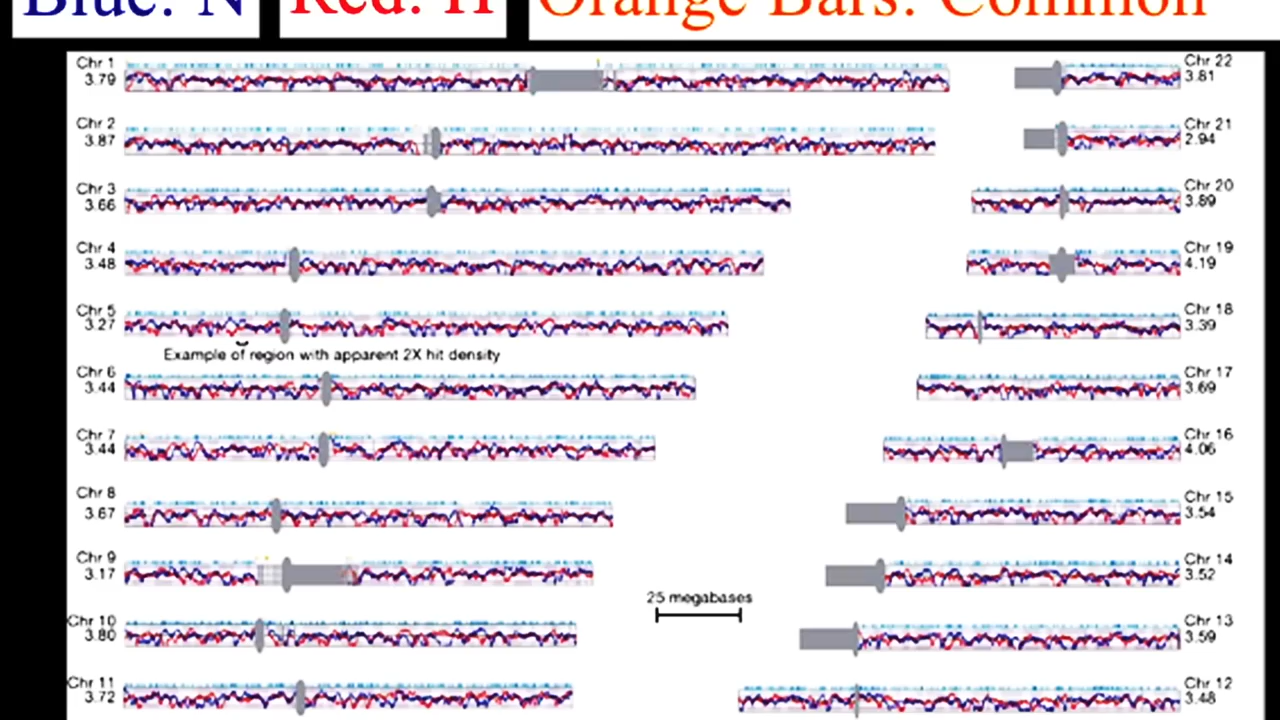 Blue: N
Red: H
Orange Bars: Common
Chr 1
3.79
Chr 2
3.87
Chr 3
3.66
Chr 4
3.48
Chr 5
3.27
Example of region with apparent 2X hit density
Chr 6
3.44
Chr 7
3.44
Chr 8
3.67
Chr 9
3.17
Chr 10
3.80
Chr 11
3.72
25 megabases
Chr 22
3.81
Chr 21
2.94
Chr 20
3.89
Chr 19
4.19
Chr 18
3.39
Chr 17
3.69
Chr 16
4.06
Chr 15
3.54
Chr 14
3.52
Chr 13
3.59
Chr 12
3.48